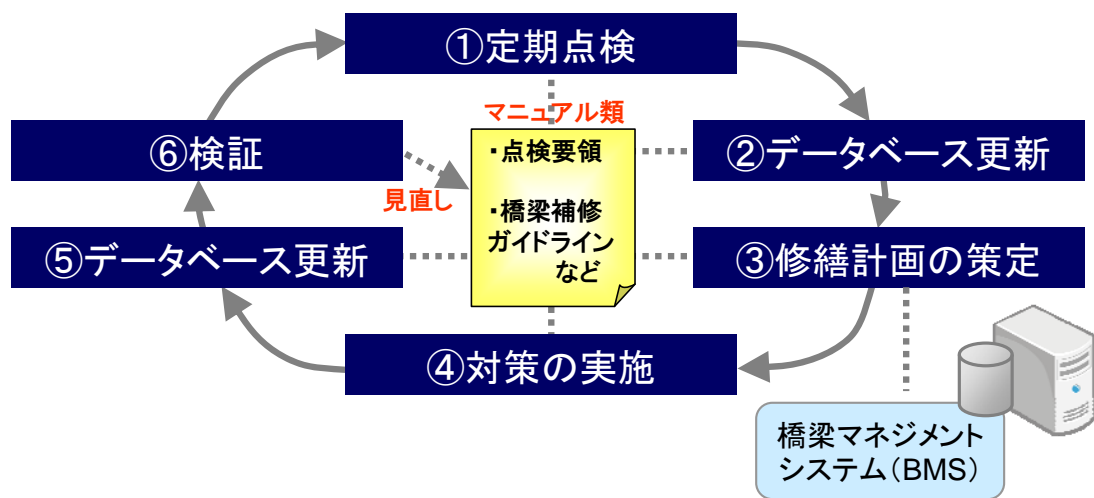 ①定期点検
マニュアル類
・点検要領
・橋梁補修
ガイドライン
など
②データベース更新
③修繕計画の策定
④対策の実施
⑤データベース更新
⑥検証
見直し
橋梁マネジメント
システム（BMS）